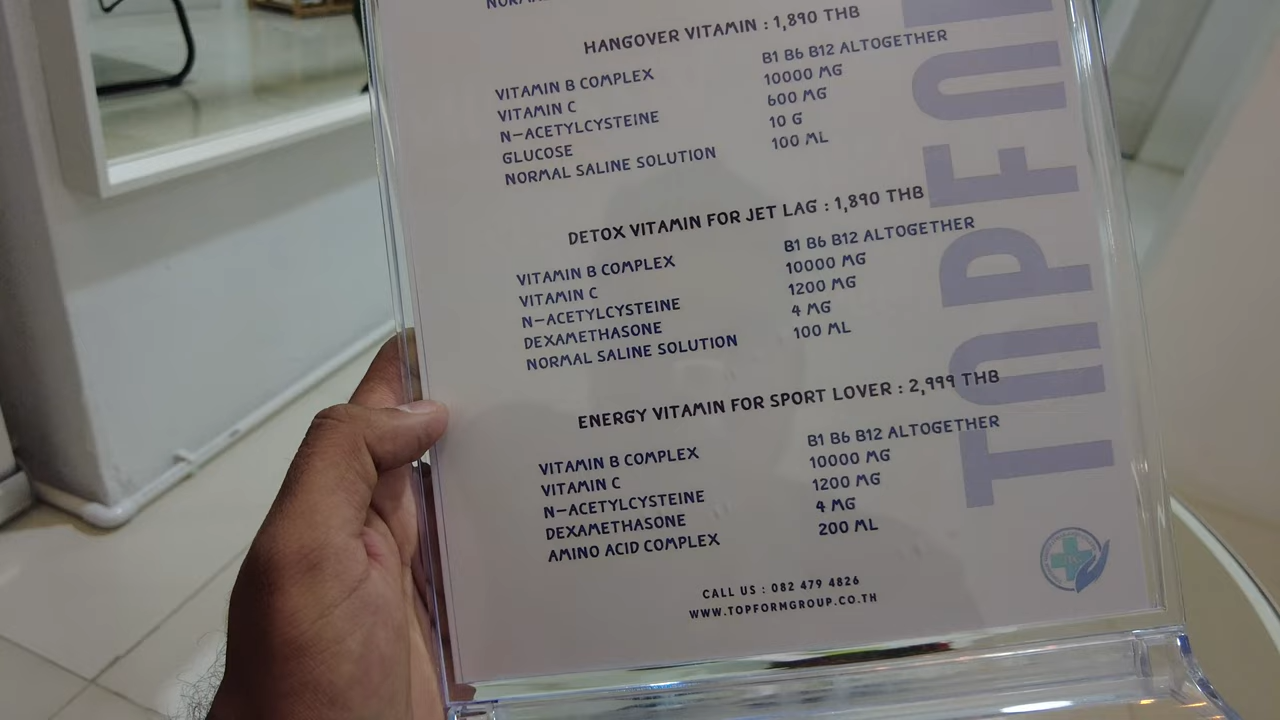 NORMAL
HANGOVER VITAMIN : 1,890 THB
VITAMIN B COMPLEX B1 B6 B12 ALTOGETHER
VITAMIN C 10000 MG
N-ACETYLCYSTEINE 600 MG
GLUCOSE 10 G
NORMAL SALINE SOLUTION 100 ML
DETOX VITAMIN FOR JET LAG : 1,890 THB
VITAMIN B COMPLEX B1 B6 B12 ALTOGETHER
VITAMIN C 10000 MG
N-ACETYLCYSTEINE 1200 MG
DEXAMETHASONE 4 MG
NORMAL SALINE SOLUTION 100 ML
ENERGY VITAMIN FOR SPORT LOVER : 2,999 THB
VITAMIN B COMPLEX B1 B6 B12 ALTOGETHER
VITAMIN C 10000 MG
N-ACETYLCYSTEINE 1200 MG
DEXAMETHASONE 4 MG
AMINO ACID COMPLEX 200 ML
CALL US : 082 479 4826
WWW.TOPFORMGROUP.CO.TH